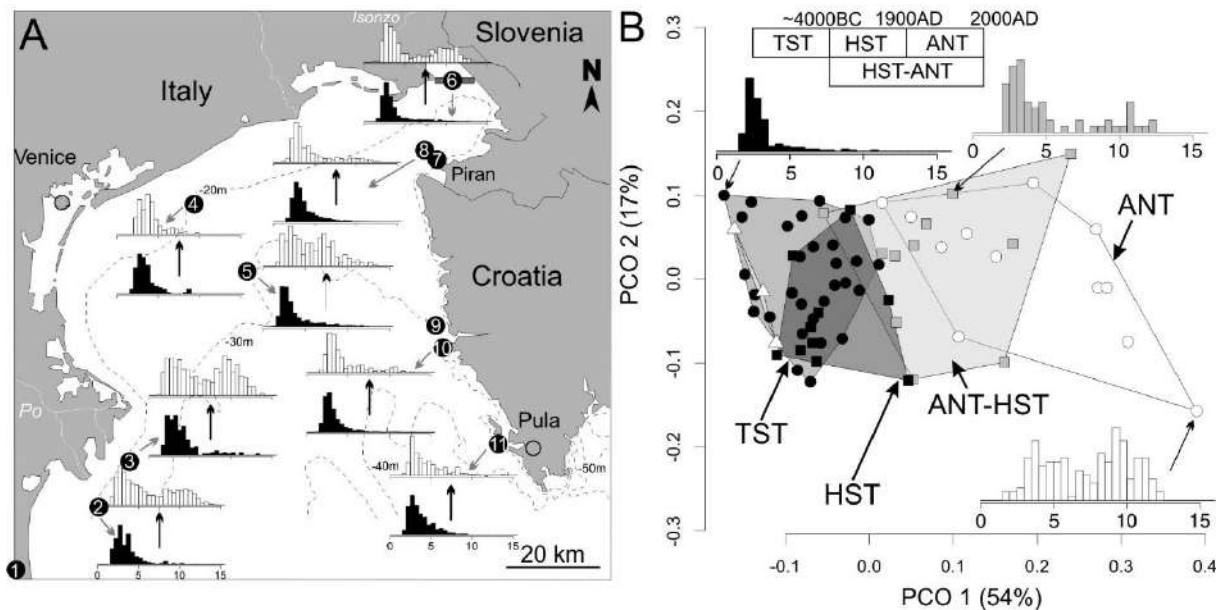 A
Isonzo
Slovenia
N
Italy
6
Venice
8
7
Piran
-20m
4
5
Croatia
9
10
-30m
Po
3
Pula
11
-40m
-50m
2
0 5 10 15
0 5 10 15
20 km
1
B
~4000BC 1900AD 2000AD
TST HST ANT
HST-ANT
0 5 10 15
0 5 10 15
ANT
TST
HST
ANT-HST
0 5 10 15
PCO 2 (17%)
0.3
0.2
0.1
0.0
-0.1
-0.2
-0.3
-0.1 0.0 0.1 0.2 0.3 0.4
PCO 1 (54%)